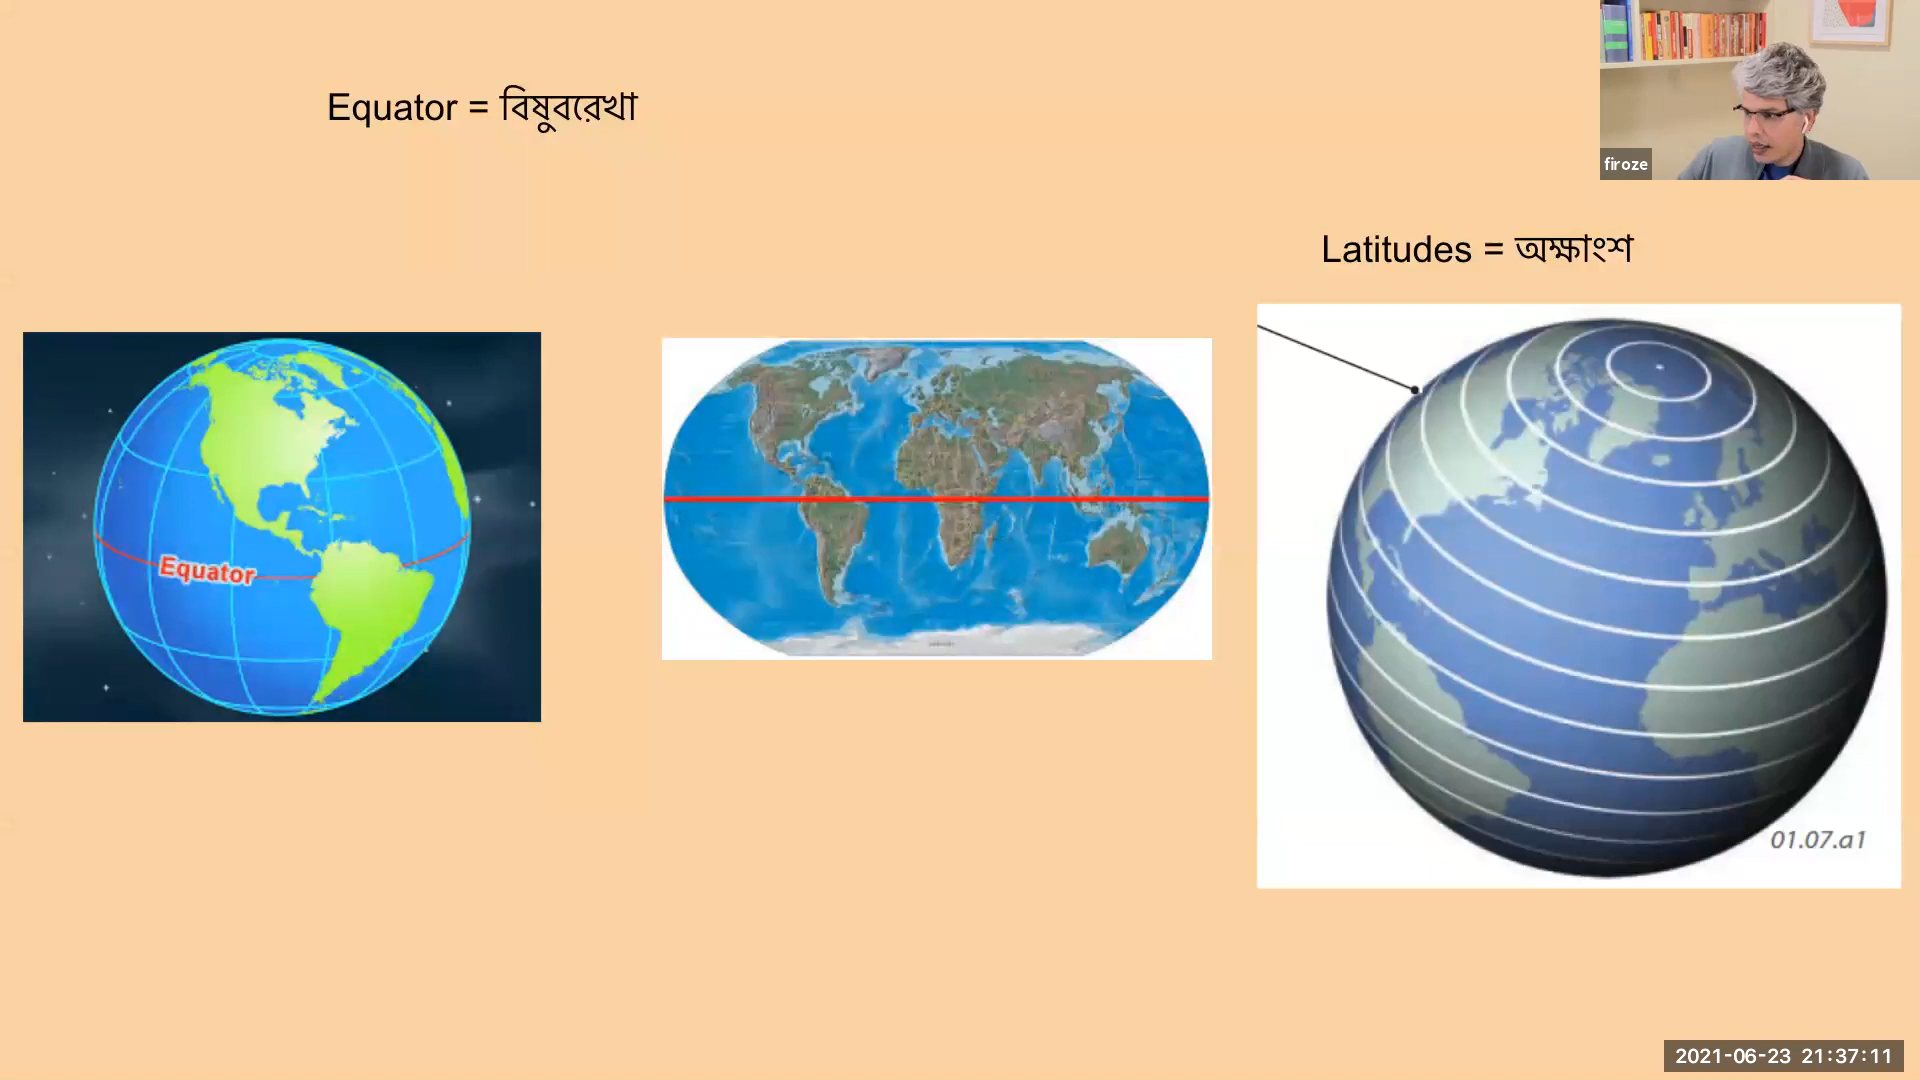 Equator = বিষুবরেখা
firoze
Latitudes = অক্ষাংশ
Equator
01.07.a1
2021-06-23 21:37:11